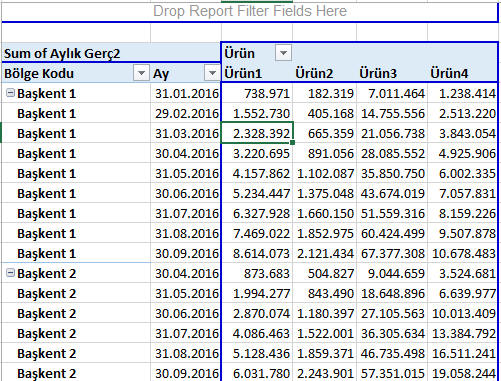 Drop Report Filter Fields Here
Sum of Aylık Gerç2 Ürün
Bölge Kodu Ay Ürün1 Ürün2 Ürün3 Ürün4
Başkent 1 31.01.2016 738.971 182.319 7.011.464 1.238.414
Başkent 1 29.02.2016 1.552.730 405.168 14.755.556 2.513.220
Başkent 1 31.03.2016 2.328.392 665.359 21.056.738 3.843.054
Başkent 1 30.04.2016 3.220.695 891.056 28.085.552 4.925.906
Başkent 1 31.05.2016 4.157.862 1.102.087 35.850.750 6.002.335
Başkent 1 30.06.2016 5.234.447 1.375.048 43.674.019 7.057.831
Başkent 1 31.07.2016 6.327.928 1.660.150 51.559.316 8.159.226
Başkent 1 31.08.2016 7.469.022 1.852.975 60.424.499 9.507.878
Başkent 1 30.09.2016 8.614.073 2.121.434 67.377.308 10.678.483
Başkent 2 30.04.2016 873.683 504.827 9.044.659 3.524.681
Başkent 2 31.05.2016 1.994.277 843.490 18.648.896 6.639.977
Başkent 2 30.06.2016 2.870.074 1.180.397 27.105.563 10.013.409
Başkent 2 31.07.2016 4.086.463 1.522.001 36.305.634 13.384.792
Başkent 2 31.08.2016 5.128.436 1.859.371 46.735.498 16.511.241
Başkent 2 30.09.2016 6.031.780 2.243.901 57.351.015 19.058.244